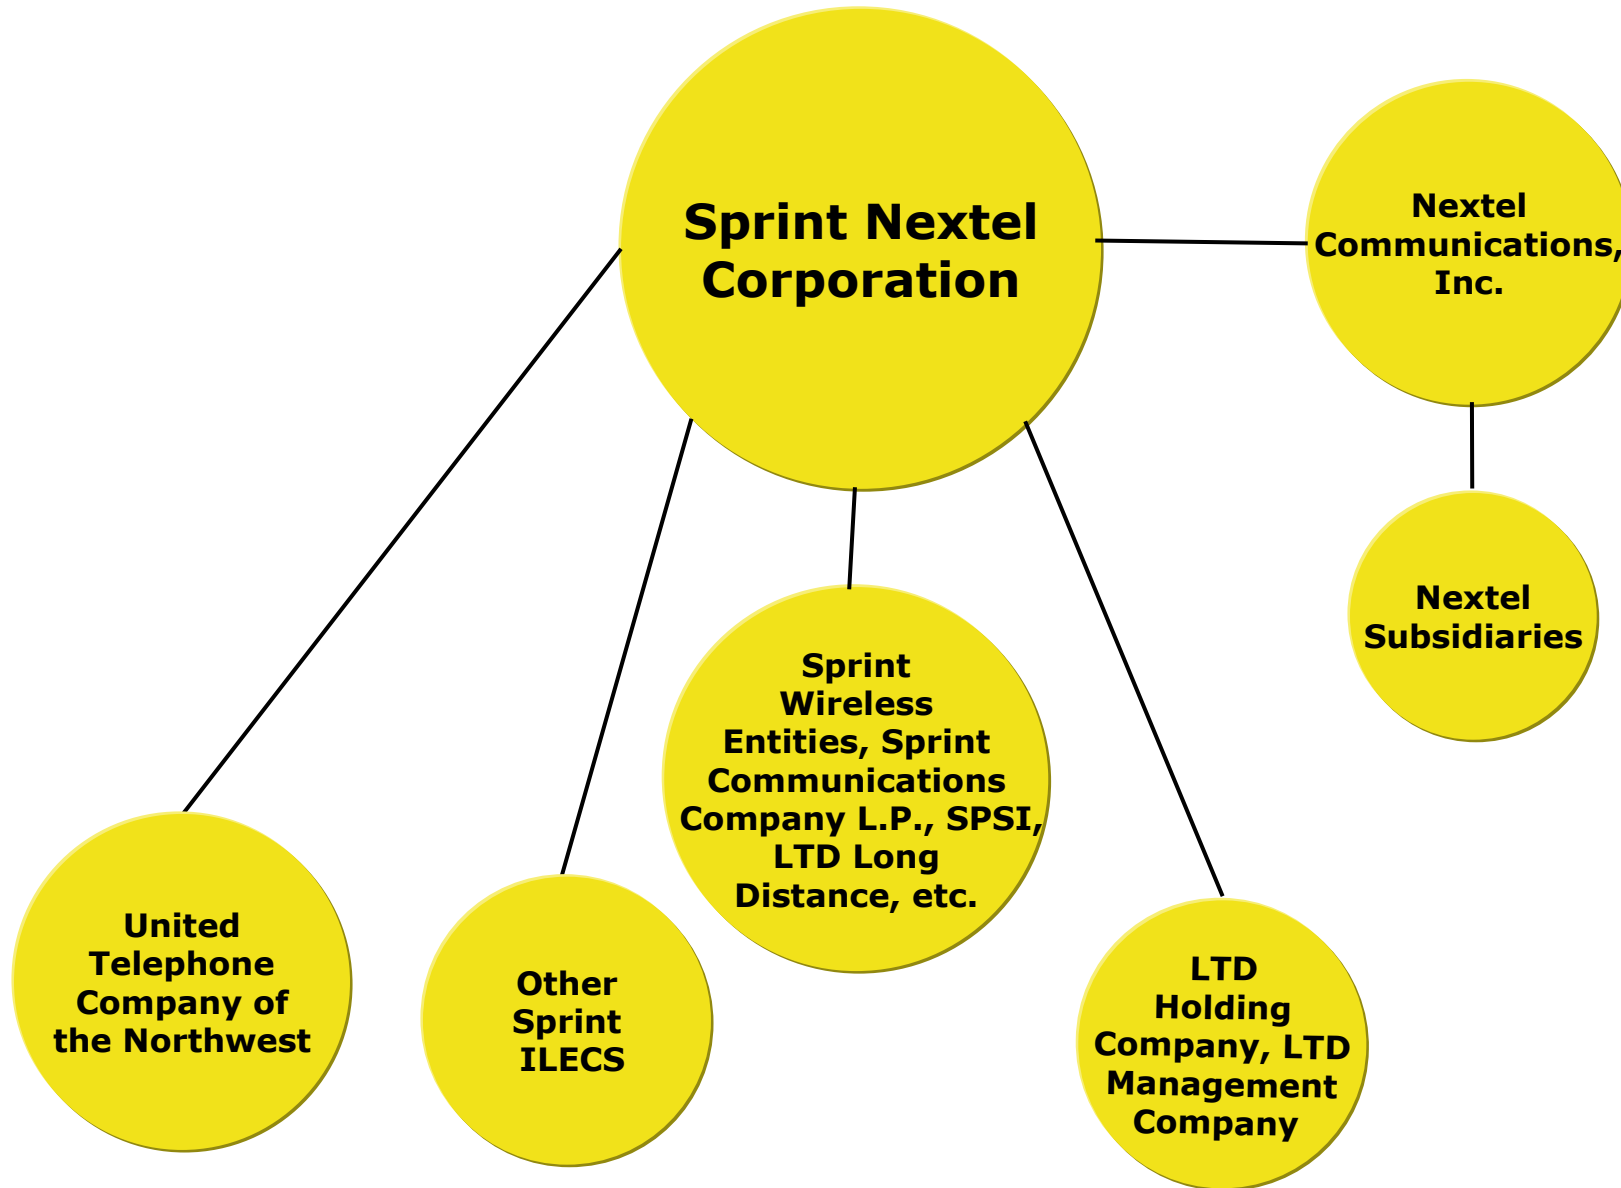 Sprint Nextel
Corporation
Nextel
Communications,
Inc.
Nextel
Subsidiaries
Sprint
Wireless
Entities, Sprint
Communications
Company L.P., SPSI,
LTD Long
Distance, etc.
United
Telephone
Company of
the Northwest
Other
Sprint
ILECS
LTD
Holding
Company, LTD
Management
Company